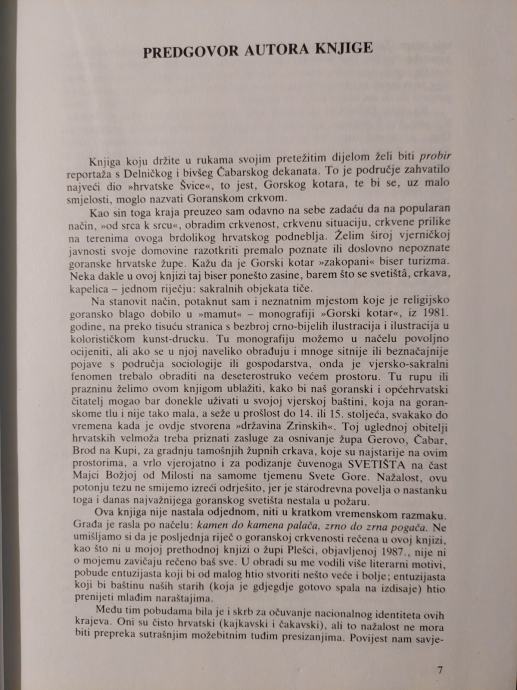 PREDGOVOR AUTORA KNJIGE
Knjiga koju držite u rukama svojim pretežitim dijelom želi biti probir
reportaža s Delničkog i bivšeg Čabarskog dekanata. To je područje zahvatilo
najveći dio »hrvatske Švice«, to jest, Gorskog kotara, te bi se, uz malo
smjelosti, moglo nazvati Goranskom crkvom.
Kao sin toga kraja preuzeo sam odavno na sebe zadaću da na popularan
način, »od srca k srcu«, obradim crkvenost, crkvenu situaciju, crkvene prilike
na terenima ovoga brdolikog hrvatskog podneblja. Želim široj vjerničkoj
javnosti svoje domovine razotkriti premalo poznate ili doslovno nepoznate
goranske hrvatske župe. Kažu da je Gorski kotar »zakopani« biser turizma.
Neka dakle u ovoj knjizi taj biser ponešto zasine, barem što se svetištâ, crkava,
kapelica – jednom riječju: sakralnih objekata tiče.
Na stanovit način, potaknut sam i neznatnim mjestom koje je religijsko
goransko blago dobilo u »mamut« – monografiji »Gorski kotar«, iz 1981.
godine, na preko tisuću stranica s bezbroj crno-bijelih ilustracija i ilustracija u
kolorističkom kunst-drucku. Tu monografiju možemo u načelu povoljno
ocijeniti, ali ako se u njoj naveliko obrađuju i mnoge sitnije ili beznačajnije
pojave s područja sociologije ili gospodarstva, onda je vjersko-sakralni
fenomen trebalo obraditi na deseterostruko većem prostoru. Tu rupu ili
prazninu želimo ovom knjigom ublažiti, kako bi naš goranski i općehrvatski
čitatelj mogao bar donekle uživati u svojoj vjerskoj baštini, koja na goran-
skome tlu i nije tako mala, a seže u prošlost do 14. ili 15. stoljeća, svakako do
vremena kada je ovdje stvorena »državina Zrinskih«. Toj uglednoj obitelji
hrvatskih velmoža treba priznati zasluge za osnivanje župa Gerovo, Čabar,
Brod na Kupi, za gradnju tamošnjih župnih crkava, koje su najstarije na ovim
prostorima, a vrlo vjerojatno i za podizanje čuvenoga SVETIŠTA na čast
Majci Božjoj od Milosti na samome tjemenu Svete Gore. Nažalost, ovu
potonju tezu ne smijemo izreći odrješito, jer je starodrevna povelja o nastanku
toga i danas najvažnijega goranskog svetišta nestala u požaru.
Ova knjiga nije nastala odjednom, niti u kratkom vremenskom razmaku.
Građa je rasla po načelu: kamen do kamena palača, zrno do zrna pogača. Ne
umišljamo si da je posljednja riječ o goranskoj crkvenosti rečena u ovoj knjizi,
kao što ni u mojoj prethodnoj knjizi o župi Plešci, objavljenoj 1987., nije ni
o mojemu zavičaju rečeno baš sve. U obradi su me vodili više literarni motivi,
pobude entuzijasta koji bi od malog htio stvoriti nešto veće i bolje; entuzijasta
koji bi baštinu naših starih (koja je gdjegdje gotovo spala na izdisaje) htio
prenijeti mlađim naraštajima.
Među tim pobudama bila je i skrb za očuvanje nacionalnog identiteta ovih
krajeva. Oni su čisto hrvatski (kajkavski i čakavski), ali to nažalost ne mora
biti prepreka sutrašnjim možebitnim tuđim presizanjima. Povijest nam savje-
7